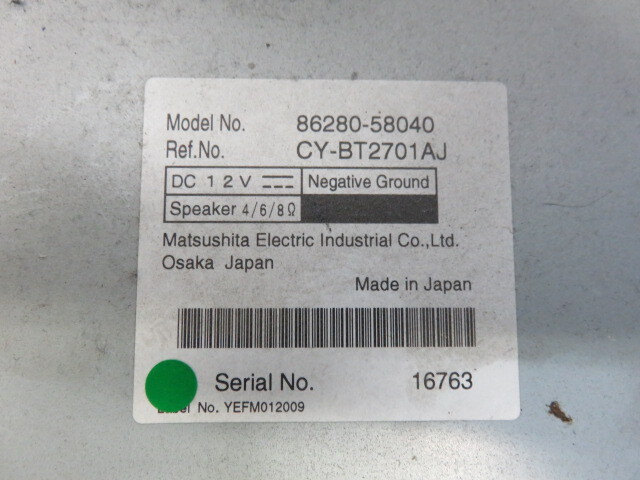 Model No. 86280-58040
Ref.No. CY-BT2701AJ
DC 12V Negative Ground
Speaker 4/6/8Ω
Matsushita Electric Industrial Co.,Ltd.
Osaka Japan
Made in Japan
Serial No. 16763
No. YEFM012009